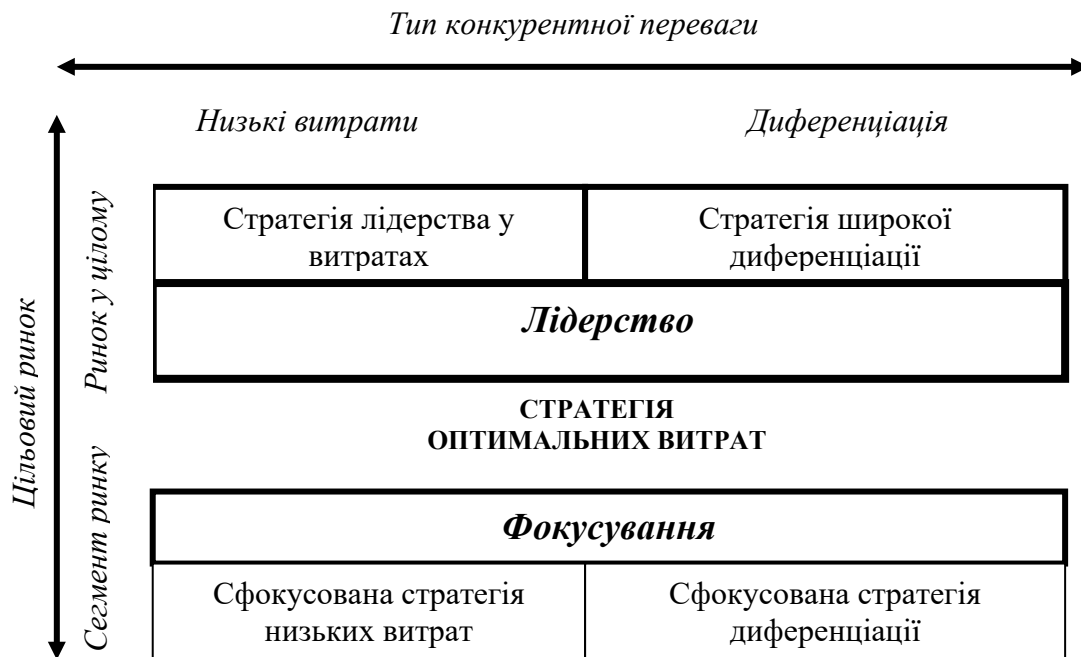 Тип конкурентної переваги
Низькі витрати
Диференціація
Цільовий ринок
Ринок у цілому
Стратегія лідерства у
витратах
Стратегія широкої
диференціації
Лідерство
СТРАТЕГІЯ
ОПТИМАЛЬНИХ ВИТРАТ
Сегмент ринку
Фокусування
Сфокусована стратегія
низьких витрат
Сфокусована стратегія
диференціації